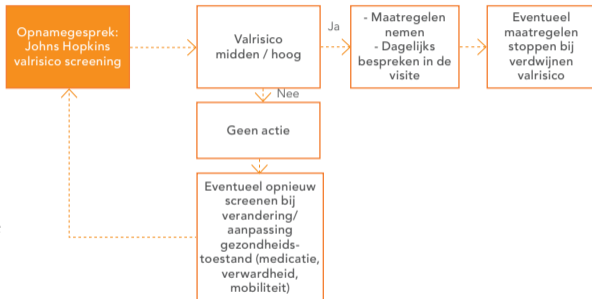 Opnamegesprek:
Johns Hopkins
valrisico screening
Valrisico
midden / hoog
Ja
- Maatregelen
nemen
- Dagelijks
bespreken in de
visite
Eventueel
maatregelen
stoppen bij
verdwijnen
valrisico
Nee
Geen actie
Eventueel opnieuw
screenen bij
verandering/
aanpassing
gezondheids-
toestand (medicatie,
verwardheid,
mobiliteit)